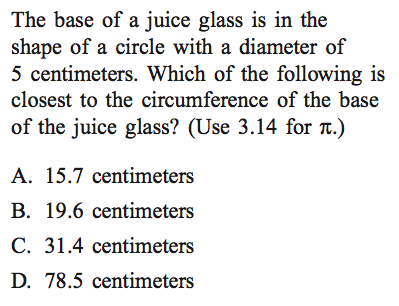 The base of a juice glass is in the
shape of a circle with a diameter of
5 centimeters. Which of the following is
closest to the circumference of the base
of the juice glass? (Use 3.14 for π.)
A. 15.7 centimeters
B. 19.6 centimeters
C. 31.4 centimeters
D. 78.5 centimeters